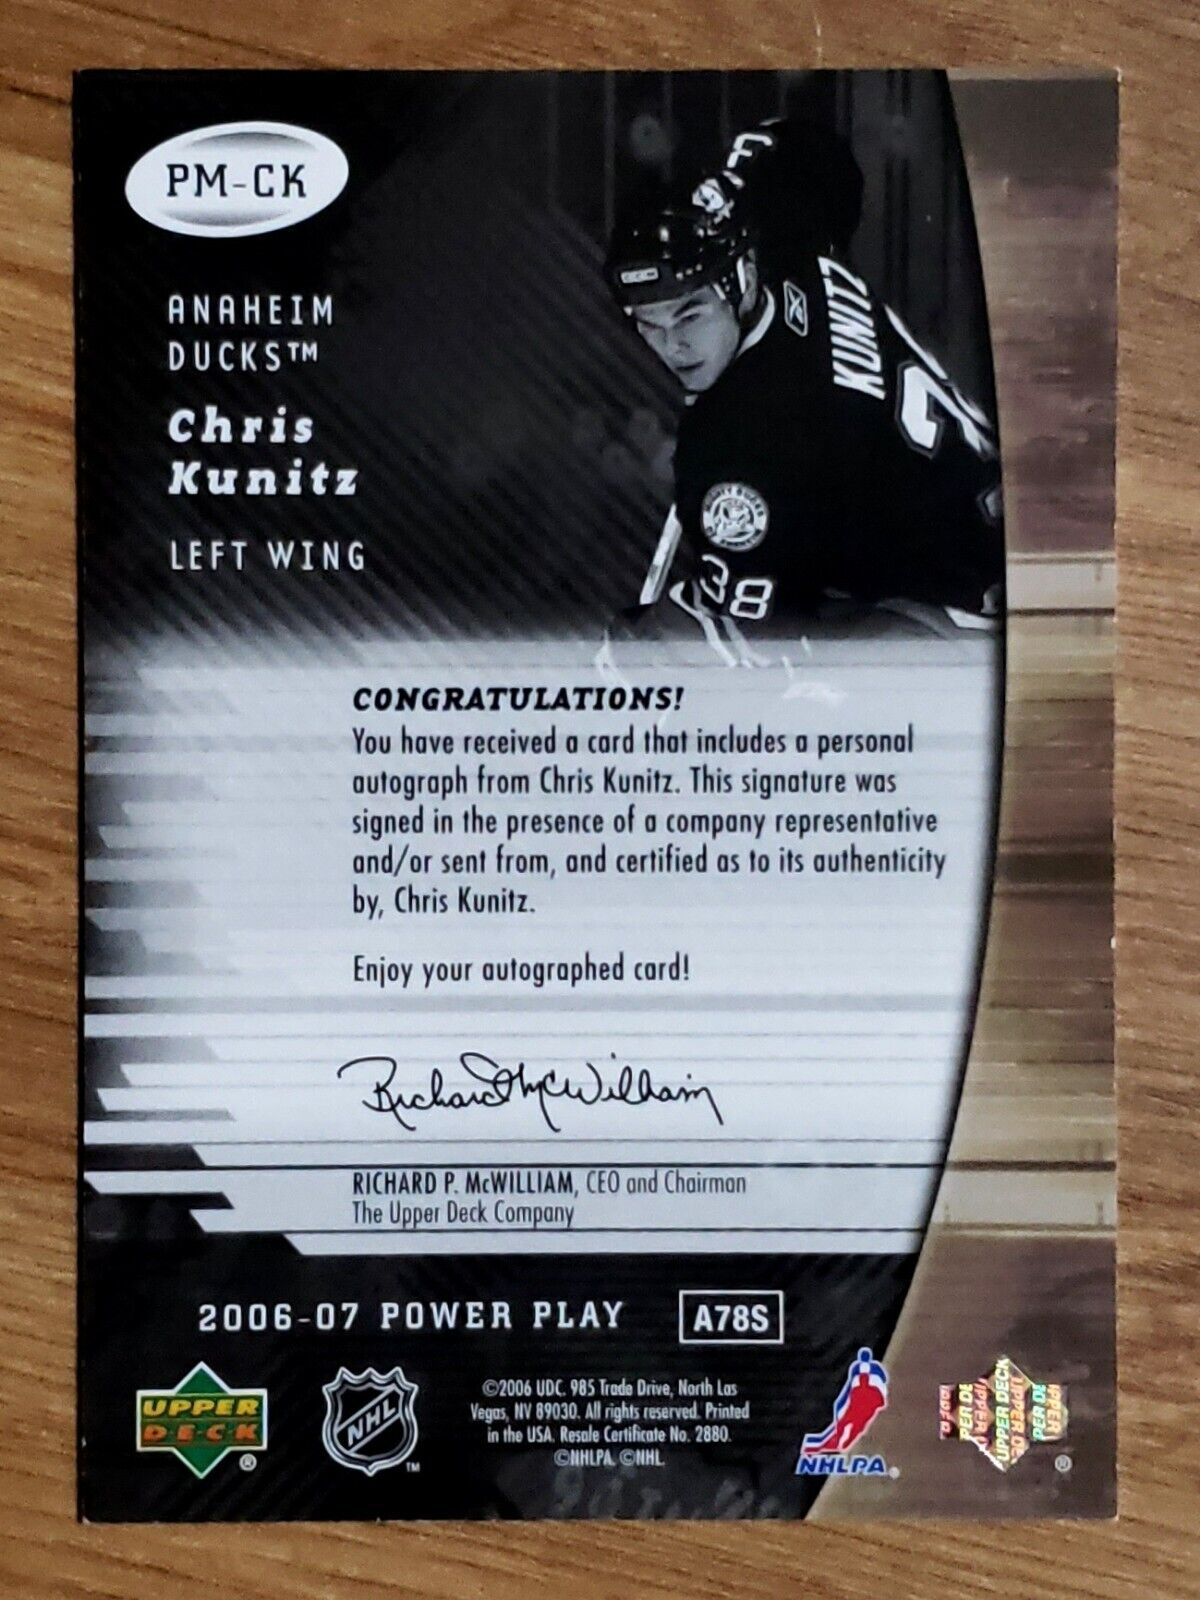 PM-CK
ANAHEIM
DUCKS™
Chris
Kunitz
LEFT WING
CCM
KUNITZ
38
CONGRATULATIONS!
You have received a card that includes a personal
autograph from Chris Kunitz. This signature was
signed in the presence of a company representative
and/or sent from, and certified as to its authenticity
by, Chris Kunitz.
Enjoy your autographed card!
Richard McWilliam
RICHARD P. McWILLIAM, CEO and Chairman
The Upper Deck Company
2006-07 POWER PLAY
A78S
UPPER
DECK
®
NHL
™
©2006 UDC. 985 Trade Drive, North Las
Vegas, NV 89030. All rights reserved. Printed
in the USA. Resale Certificate No. 2880.
©NHLPA. ©NHL.
NHLPA®
UPPER DECK
®